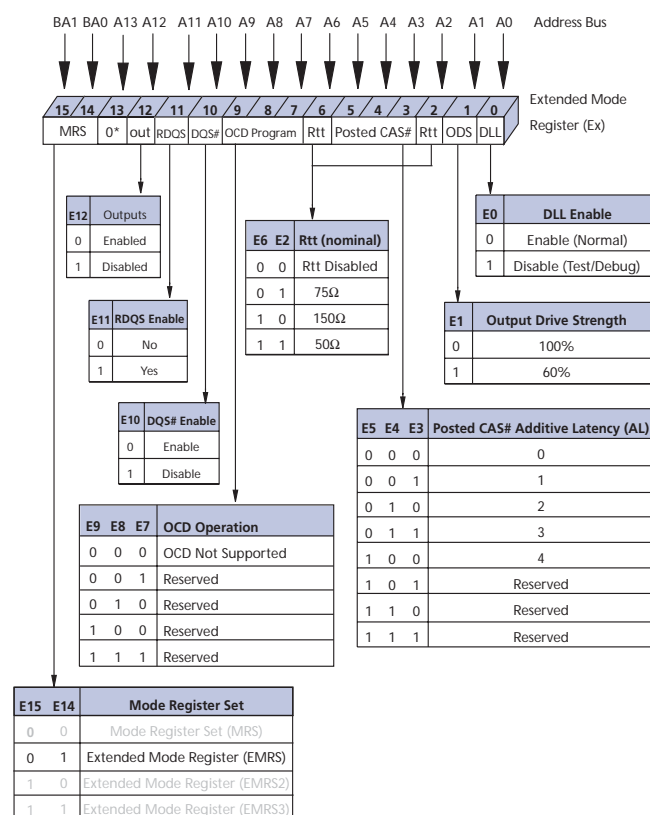 BA1 BA0 A13 A12 A11 A10 A9 A8 A7 A6 A5 A4 A3 A2 A1 A0 Address Bus
Extended Mode
Register (Ex)
15 14 13 12 11 10 9 8 7 6 5 4 3 2 1 0
MRS 0* out RDQS DQS# OCD Program Rtt Posted CAS# Rtt ODS DLL
E12 Outputs
0 Enabled
1 Disabled
E11 RDQS Enable
0 No
1 Yes
E10 DQS# Enable
0 Enable
1 Disable
E6 E2 Rtt (nominal)
0 0 Rtt Disabled
0 1 75Ω
1 0 150Ω
1 1 50Ω
E0 DLL Enable
0 Enable (Normal)
1 Disable (Test/Debug)
E1 Output Drive Strength
0 100%
1 60%
E5 E4 E3 Posted CAS# Additive Latency (AL)
0 0 0 0
0 0 1 1
0 1 0 2
0 1 1 3
1 0 0 4
1 0 1 Reserved
1 1 0 Reserved
1 1 1 Reserved
E9 E8 E7 OCD Operation
0 0 0 OCD Not Supported
0 0 1 Reserved
0 1 0 Reserved
1 0 0 Reserved
1 1 1 Reserved
E15 E14 Mode Register Set
0 0 Mode Register Set (MRS)
0 1 Extended Mode Register (EMRS)
1 0 Extended Mode Register (EMRS2)
1 1 Extended Mode Register (EMRS3)